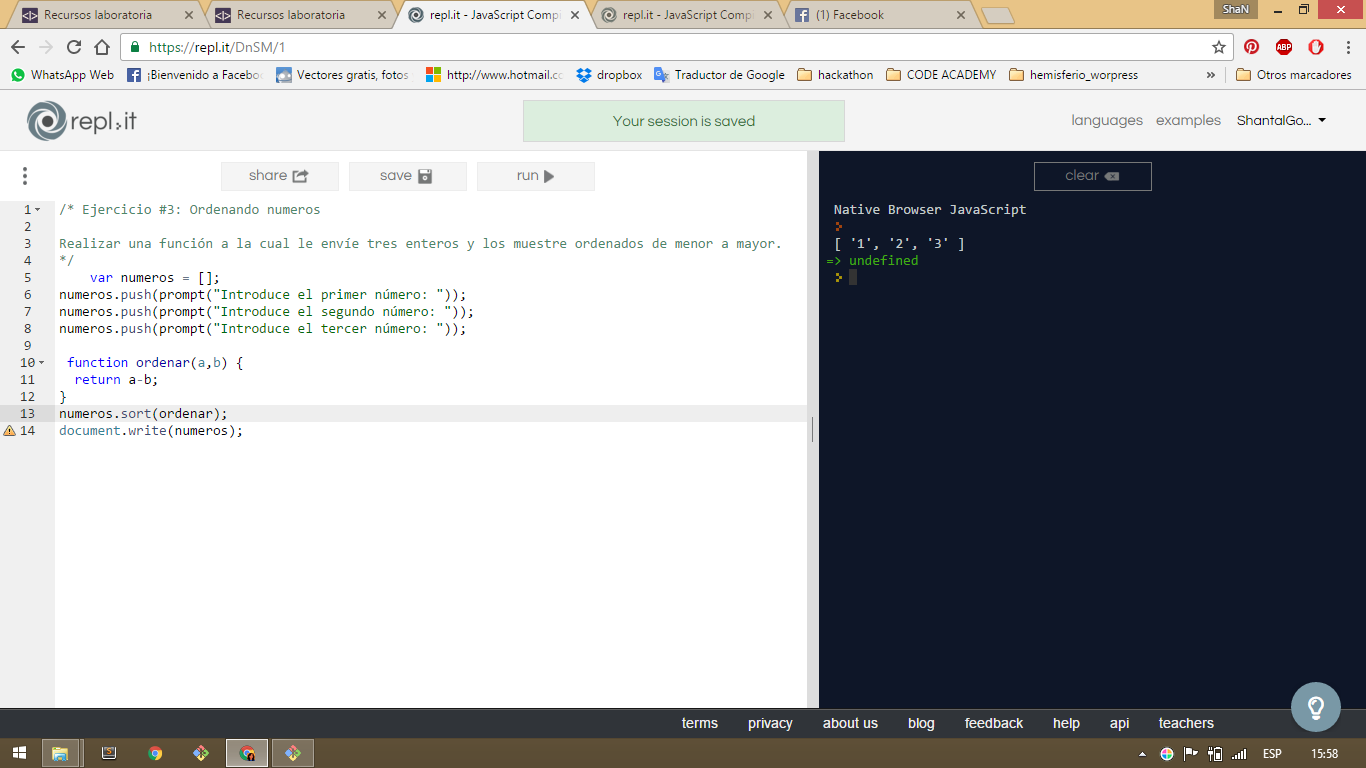 Recursos laboratoria
Recursos laboratoria
repl.it - JavaScript Compi
repl.it - JavaScript Comp
(1) Facebook
ShaN
https://repl.it/DnSM/1
ABP
WhatsApp Web
¡Bienvenido a Facebo
Vectores gratis, fotos
http://www.hotmail.co
dropbox
Traductor de Google
hackathon
CODE ACADEMY
hemisferio_worpress
»
Otros marcadores
repl.it
Your session is saved
languages
examples
ShantalGo...
share
save
run
clear
1 /* Ejercicio #3: Ordenando numeros
2
3 Realizar una función a la cual le envíe tres enteros y los muestre ordenados de menor a mayor.
4 */
5 var numeros = [];
6 numeros.push(prompt("Introduce el primer número: "));
7 numeros.push(prompt("Introduce el segundo número: "));
8 numeros.push(prompt("Introduce el tercer número: "));
9
10 function ordenar(a,b) {
11 return a-b;
12 }
13 numeros.sort(ordenar);
14 document.write(numeros);
Native Browser JavaScript
[ '1', '2', '3' ]
=> undefined
terms
privacy
about us
blog
feedback
help
api
teachers
ESP
15:58